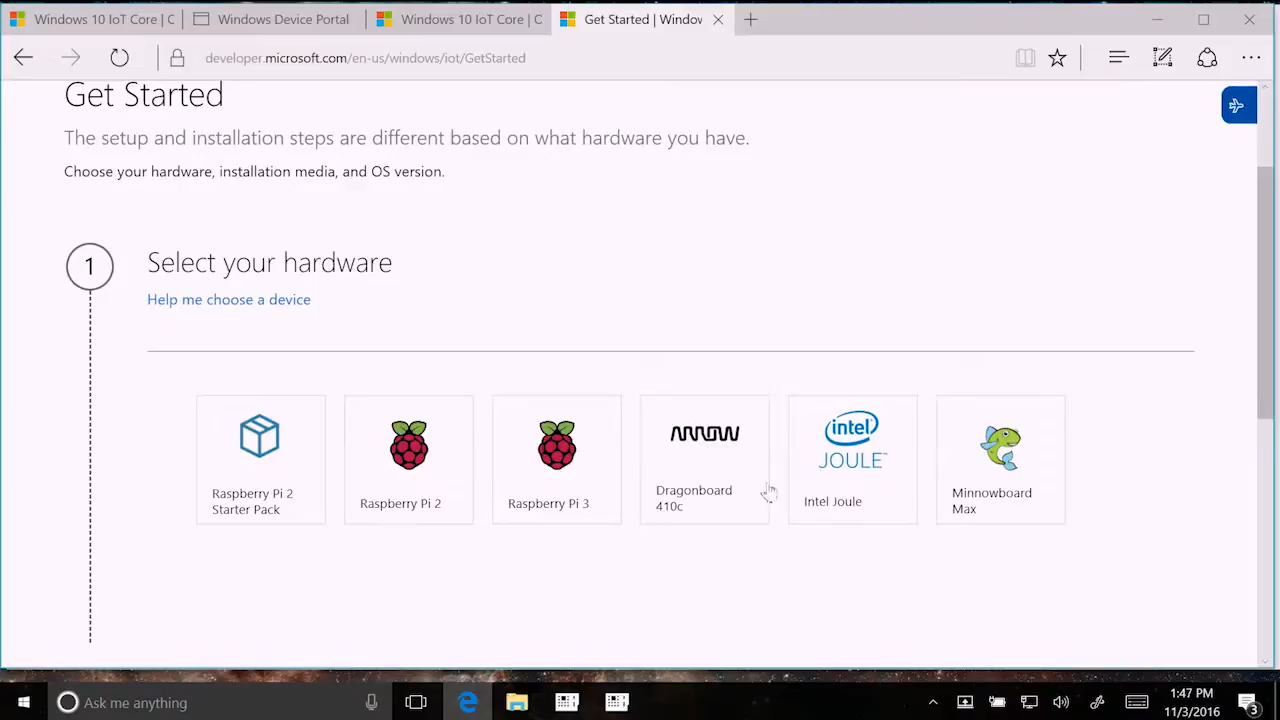 Windows 10 IoT Core | C
Windows Device Portal
Windows 10 IoT Core | C
Get Started | Window
developer.microsoft.com/en-us/windows/iot/GetStarted
Get Started
The setup and installation steps are different based on what hardware you have.
Choose your hardware, installation media, and OS version.
1
Select your hardware
Help me choose a device
Raspberry Pi 2
Starter Pack
Raspberry Pi 2
Raspberry Pi 3
ARROW
Dragonboard
410c
intel
JOULE™
Intel Joule
Minnowboard
Max
Ask me anything
1:47 PM
11/3/2016
3